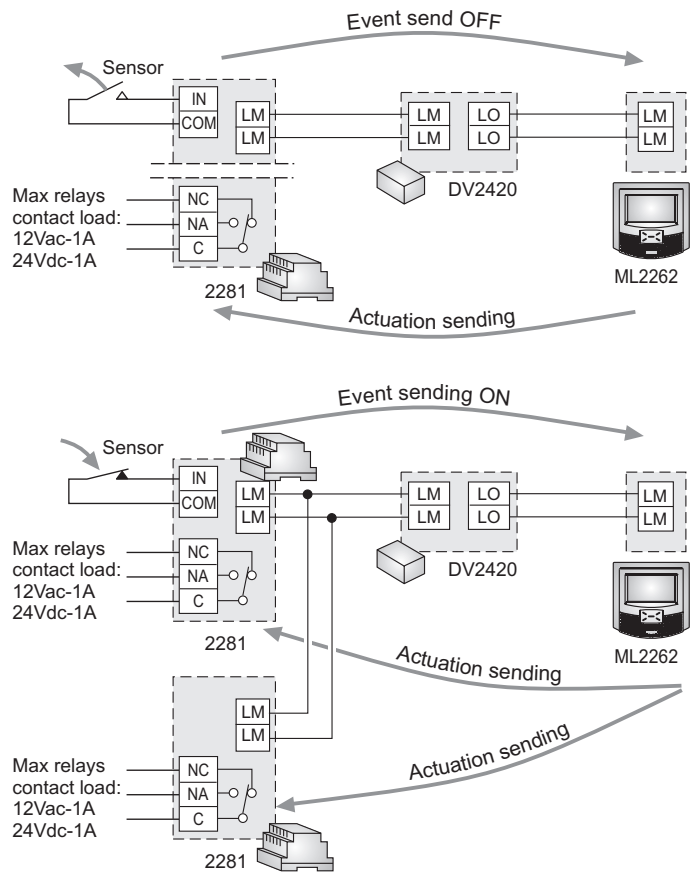 Event send OFF
Sensor
IN
COM
LM
LM
LM
LM
LO
LO
LM
LM
DV2420
Max relays
contact load:
12Vac-1A
24Vdc-1A
NC
NA
C
2281
ML2262
Actuation sending
Event sending ON
Sensor
IN
COM
LM
LM
LM
LM
LO
LO
LM
LM
DV2420
Max relays
contact load:
12Vac-1A
24Vdc-1A
NC
NA
C
2281
ML2262
Actuation sending
Actuation sending
LM
LM
Max relays
contact load:
12Vac-1A
24Vdc-1A
NC
NA
C
2281